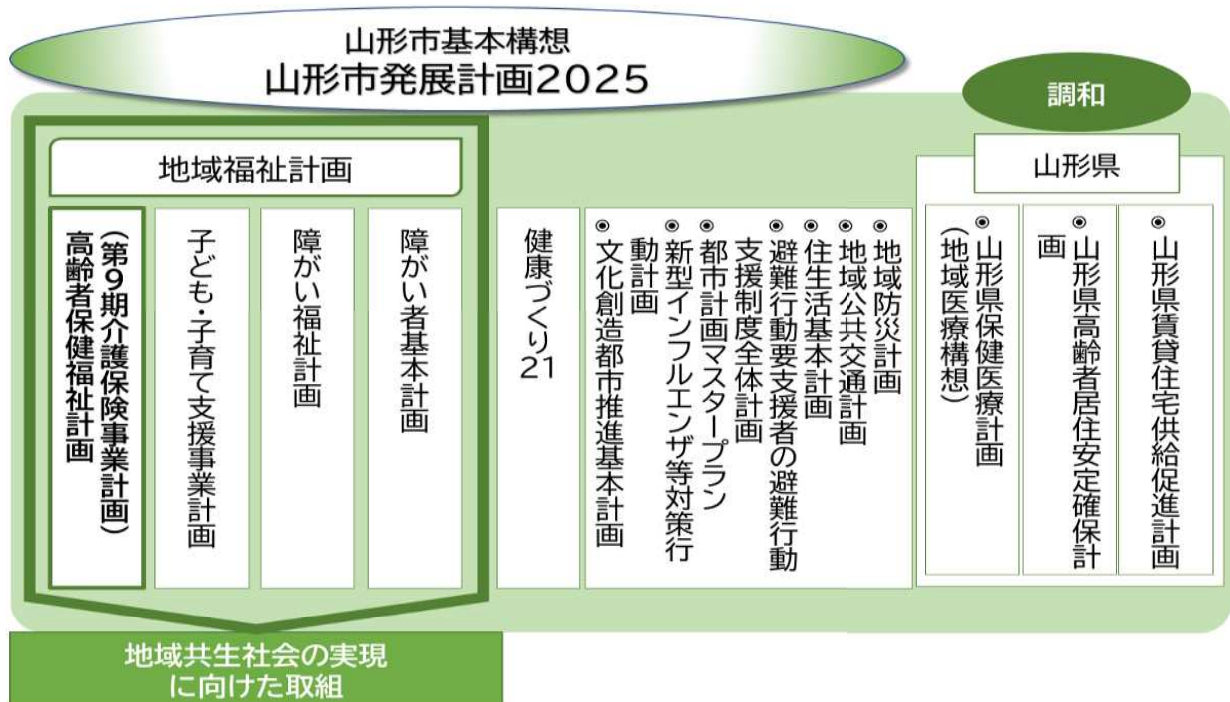 山形市基本構想
山形市発展計画2025
調和
地域福祉計画
高齢者保健福祉計画
(第9期介護保険事業計画)
子ども・子育て支援事業計画
障がい福祉計画
障がい者基本計画
健康づくり21
◉地域防災計画
◉地域公共交通計画
◉住生活基本計画
◉避難行動要支援者の避難行動
支援制度全体計画
◉都市計画マスタープラン
◉新型インフルエンザ等対策行
動計画
◉文化創造都市推進基本計画
山形県
◉山形県保健医療計画
(地域医療構想)
◉山形県高齢者居住安定確保計
画
◉山形県賃貸住宅供給促進計画
地域共生社会の実現
に向けた取組